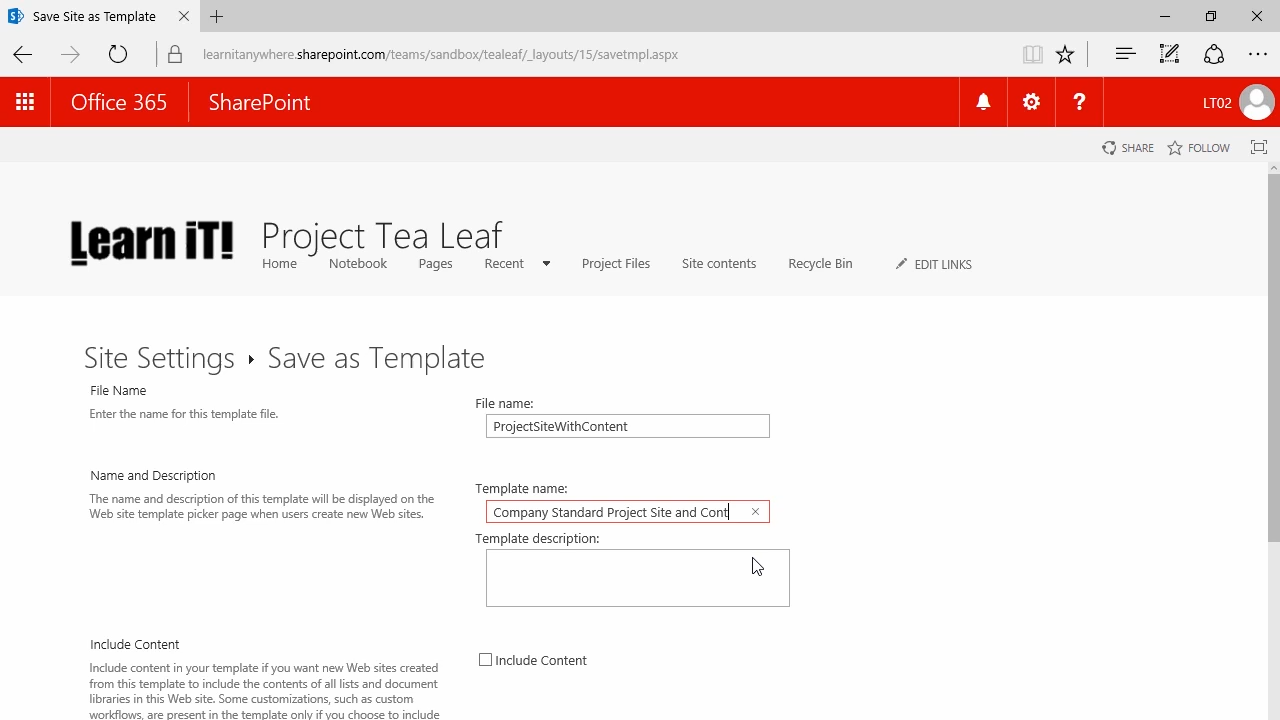 Save Site as Template
learnitanywhere.sharepoint.com/teams/sandbox/tealeaf/_layouts/15/savetmpl.aspx
Office 365 SharePoint LT02
SHARE FOLLOW
Learn iT! Project Tea Leaf
Home Notebook Pages Recent Project Files Site contents Recycle Bin EDIT LINKS
Site Settings Save as Template
File Name
Enter the name for this template file.
File name:
ProjectSiteWithContent
Name and Description
The name and description of this template will be displayed on the
Web site template picker page when users create new Web sites.
Template name:
Company Standard Project Site and Cont
Template description:
Include Content
Include content in your template if you want new Web sites created
from this template to include the contents of all lists and document
libraries in this Web site. Some customizations, such as custom
workflows, are present in the template only if you choose to include
Include Content